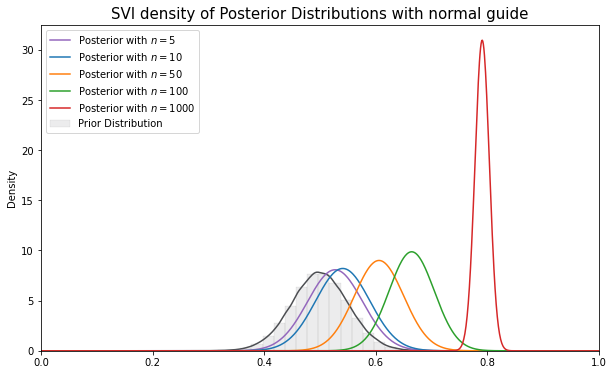 SVI density of Posterior Distributions with normal guide
Posterior with n = 5
Posterior with n = 10
Posterior with n = 50
Posterior with n = 100
Posterior with n = 1000
Prior Distribution
Density
30
25
20
15
10
5
0
0.0 0.2 0.4 0.6 0.8 1.0